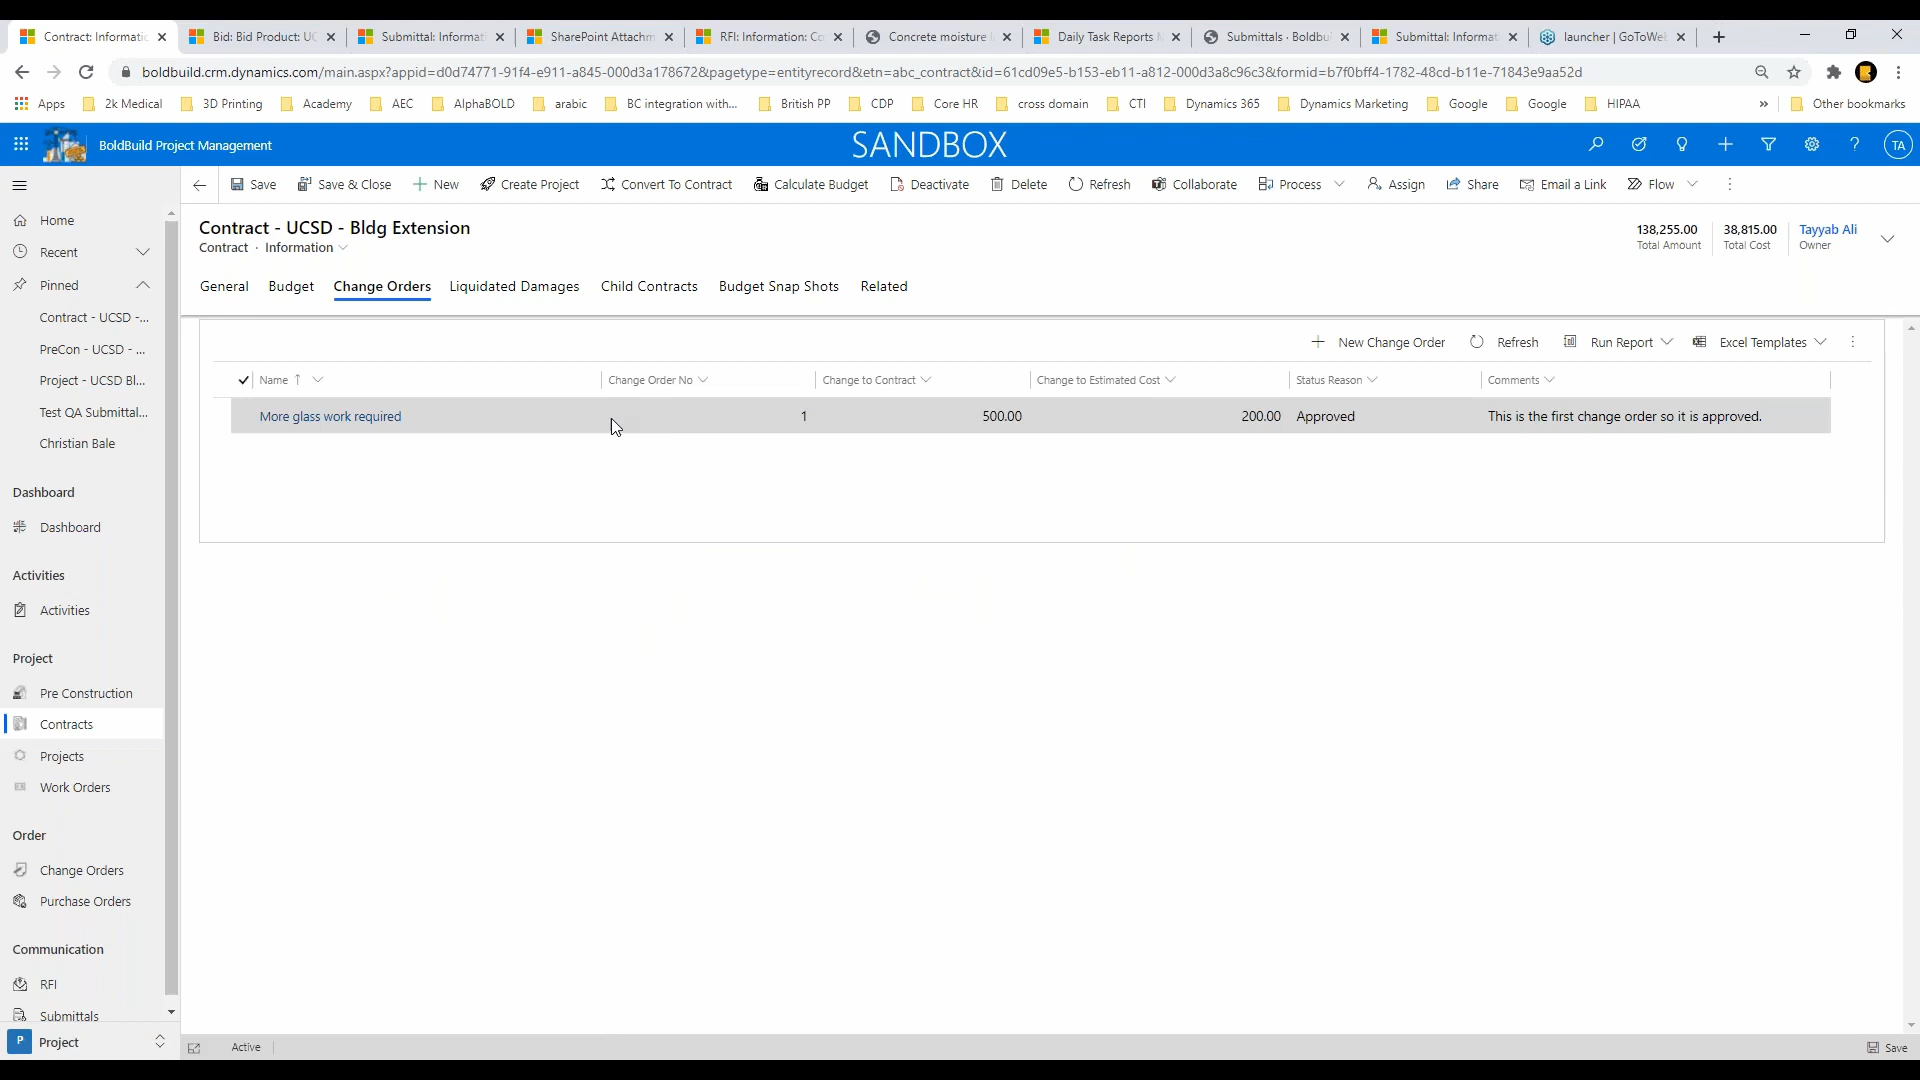 Contract: Informatic
Bid: Bid Product: UC
Submittal: Informati
SharePoint Attachm
RFI: Information: Co
Concrete moisture
Daily Task Reports
Submittals · Boldbui
Submittal: Informat
launcher | GoToWeb
boldbuild.crm.dynamics.com/main.aspx?appid=d0d74771-91f4-e911-a845-000d3a178672&pagetype=entityrecord&etn=abc_contract&id=61cd09e5-b153-eb11-a812-000d3a8c96c3&formid=b7f0bff4-1782-48cd-b11e-71843e9aa52d
Apps 2k Medical 3D Printing Academy AEC AlphaBOLD arabic BC integration with... British PP CDP Core HR cross domain CTI Dynamics 365 Dynamics Marketing Google Google HIPAA » Other bookmarks
BoldBuild Project Management
SANDBOX
TA
Save Save & Close New Create Project Convert To Contract Calculate Budget Deactivate Delete Refresh Collaborate Process Assign Share Email a Link Flow
Contract - UCSD - Bldg Extension
Contract · Information
138,255.00
Total Amount
38,815.00
Total Cost
Tayyab Ali
Owner
General Budget Change Orders Liquidated Damages Child Contracts Budget Snap Shots Related
New Change Order Refresh Run Report Excel Templates
Name ↑ Change Order No Change to Contract Change to Estimated Cost Status Reason Comments
More glass work required 1 500.00 200.00 Approved This is the first change order so it is approved.
Home
Recent
Pinned
Contract - UCSD -...
PreCon - UCSD - ...
Project - UCSD Bl...
Test QA Submittal...
Christian Bale
Dashboard
Dashboard
Activities
Activities
Project
Pre Construction
Contracts
Projects
Work Orders
Order
Change Orders
Purchase Orders
Communication
RFI
Submittals
P Project
Active
Save